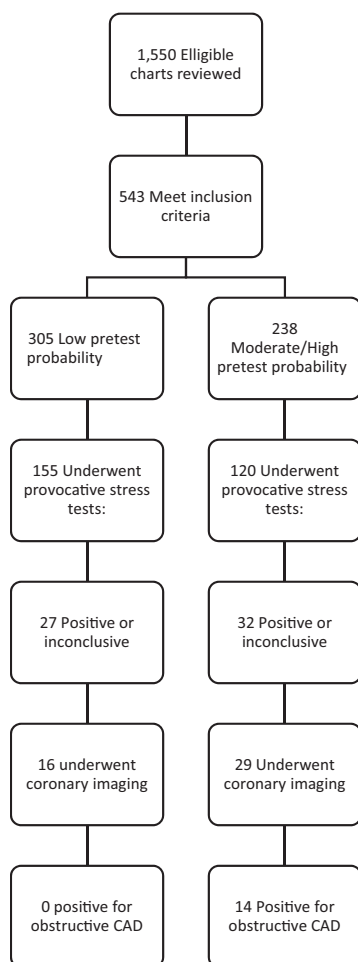 1,550 Elligible
charts reviewed
543 Meet inclusion
criteria
305 Low pretest
probability
238
Moderate/High
pretest probability
155 Underwent
provocative stress
tests:
120 Underwent
provocative stress
tests:
27 Positive or
inconclusive
32 Positive or
inconclusive
16 underwent
coronary imaging
29 Underwent
coronary imaging
0 positive for
obstructive CAD
14 Positive for
obstructive CAD